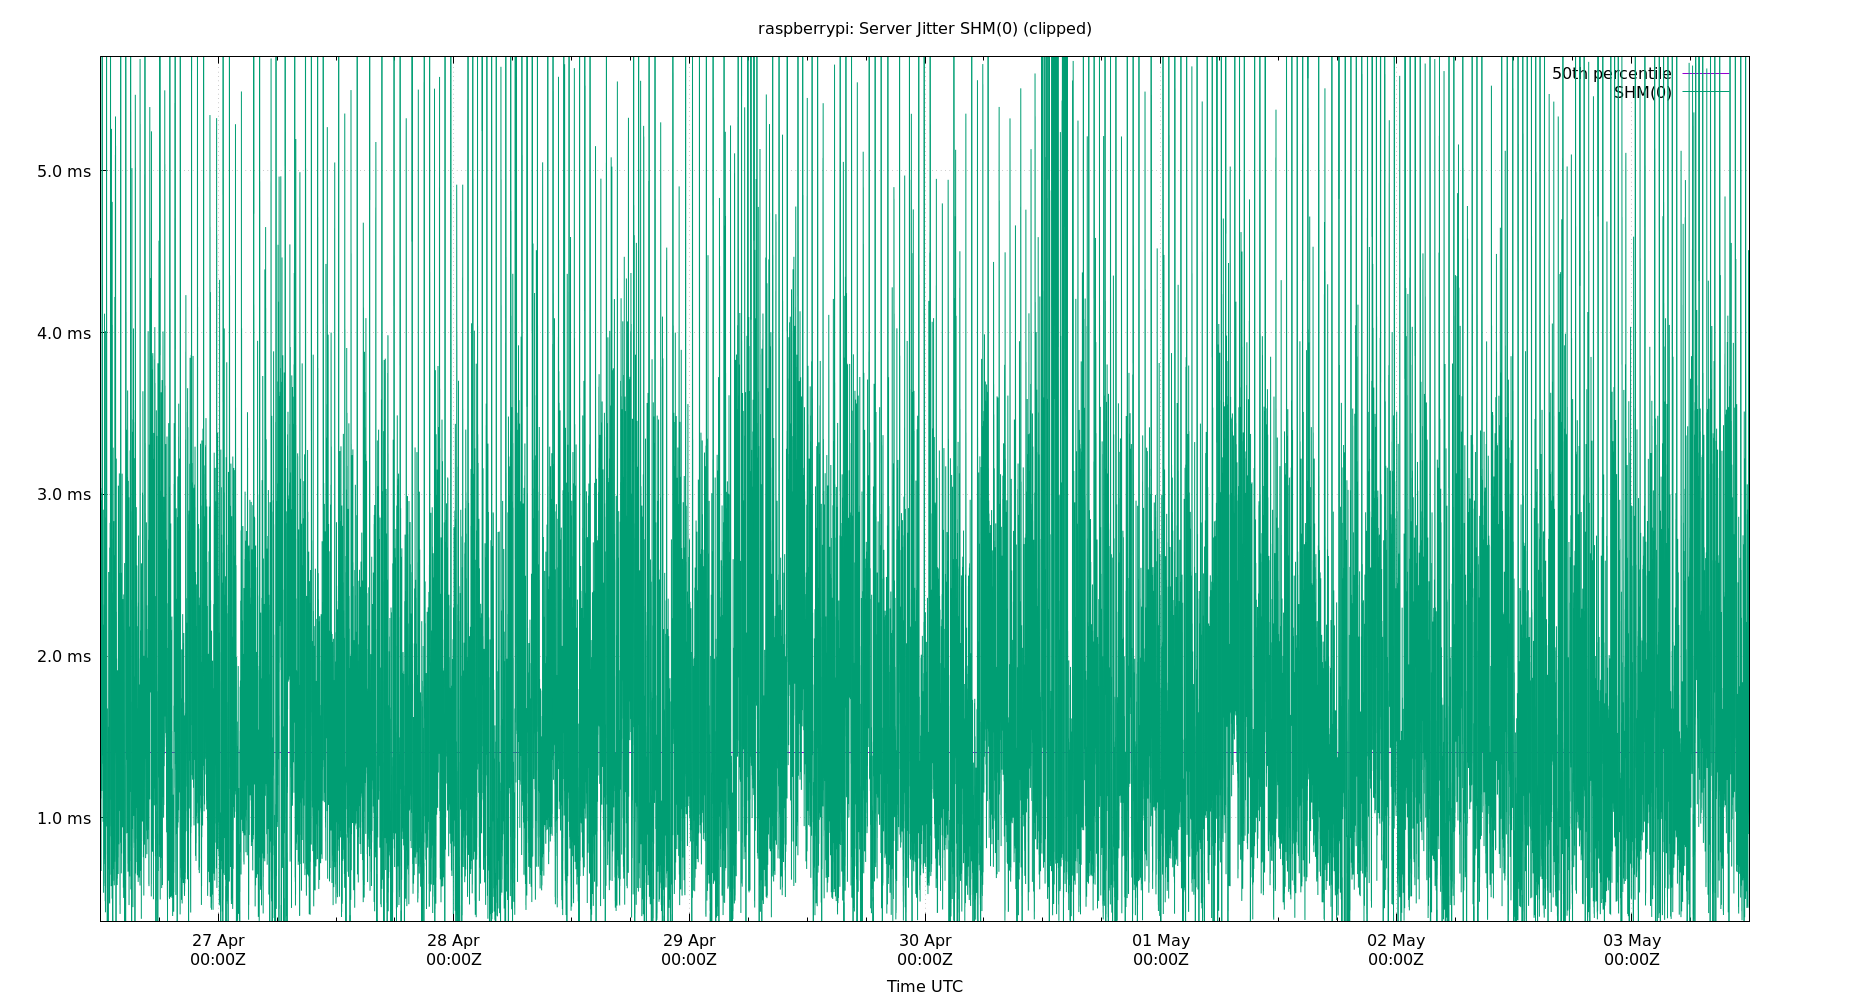 raspberrypi: Server Jitter SHM(0) (clipped)
50th percentile
SHM(0)
5.0 ms
4.0 ms
3.0 ms
2.0 ms
1.0 ms
27 Apr 28 Apr 29 Apr 30 Apr 01 May 02 May 03 May
00:00Z 00:00Z 00:00Z 00:00Z 00:00Z 00:00Z 00:00Z
Time UTC